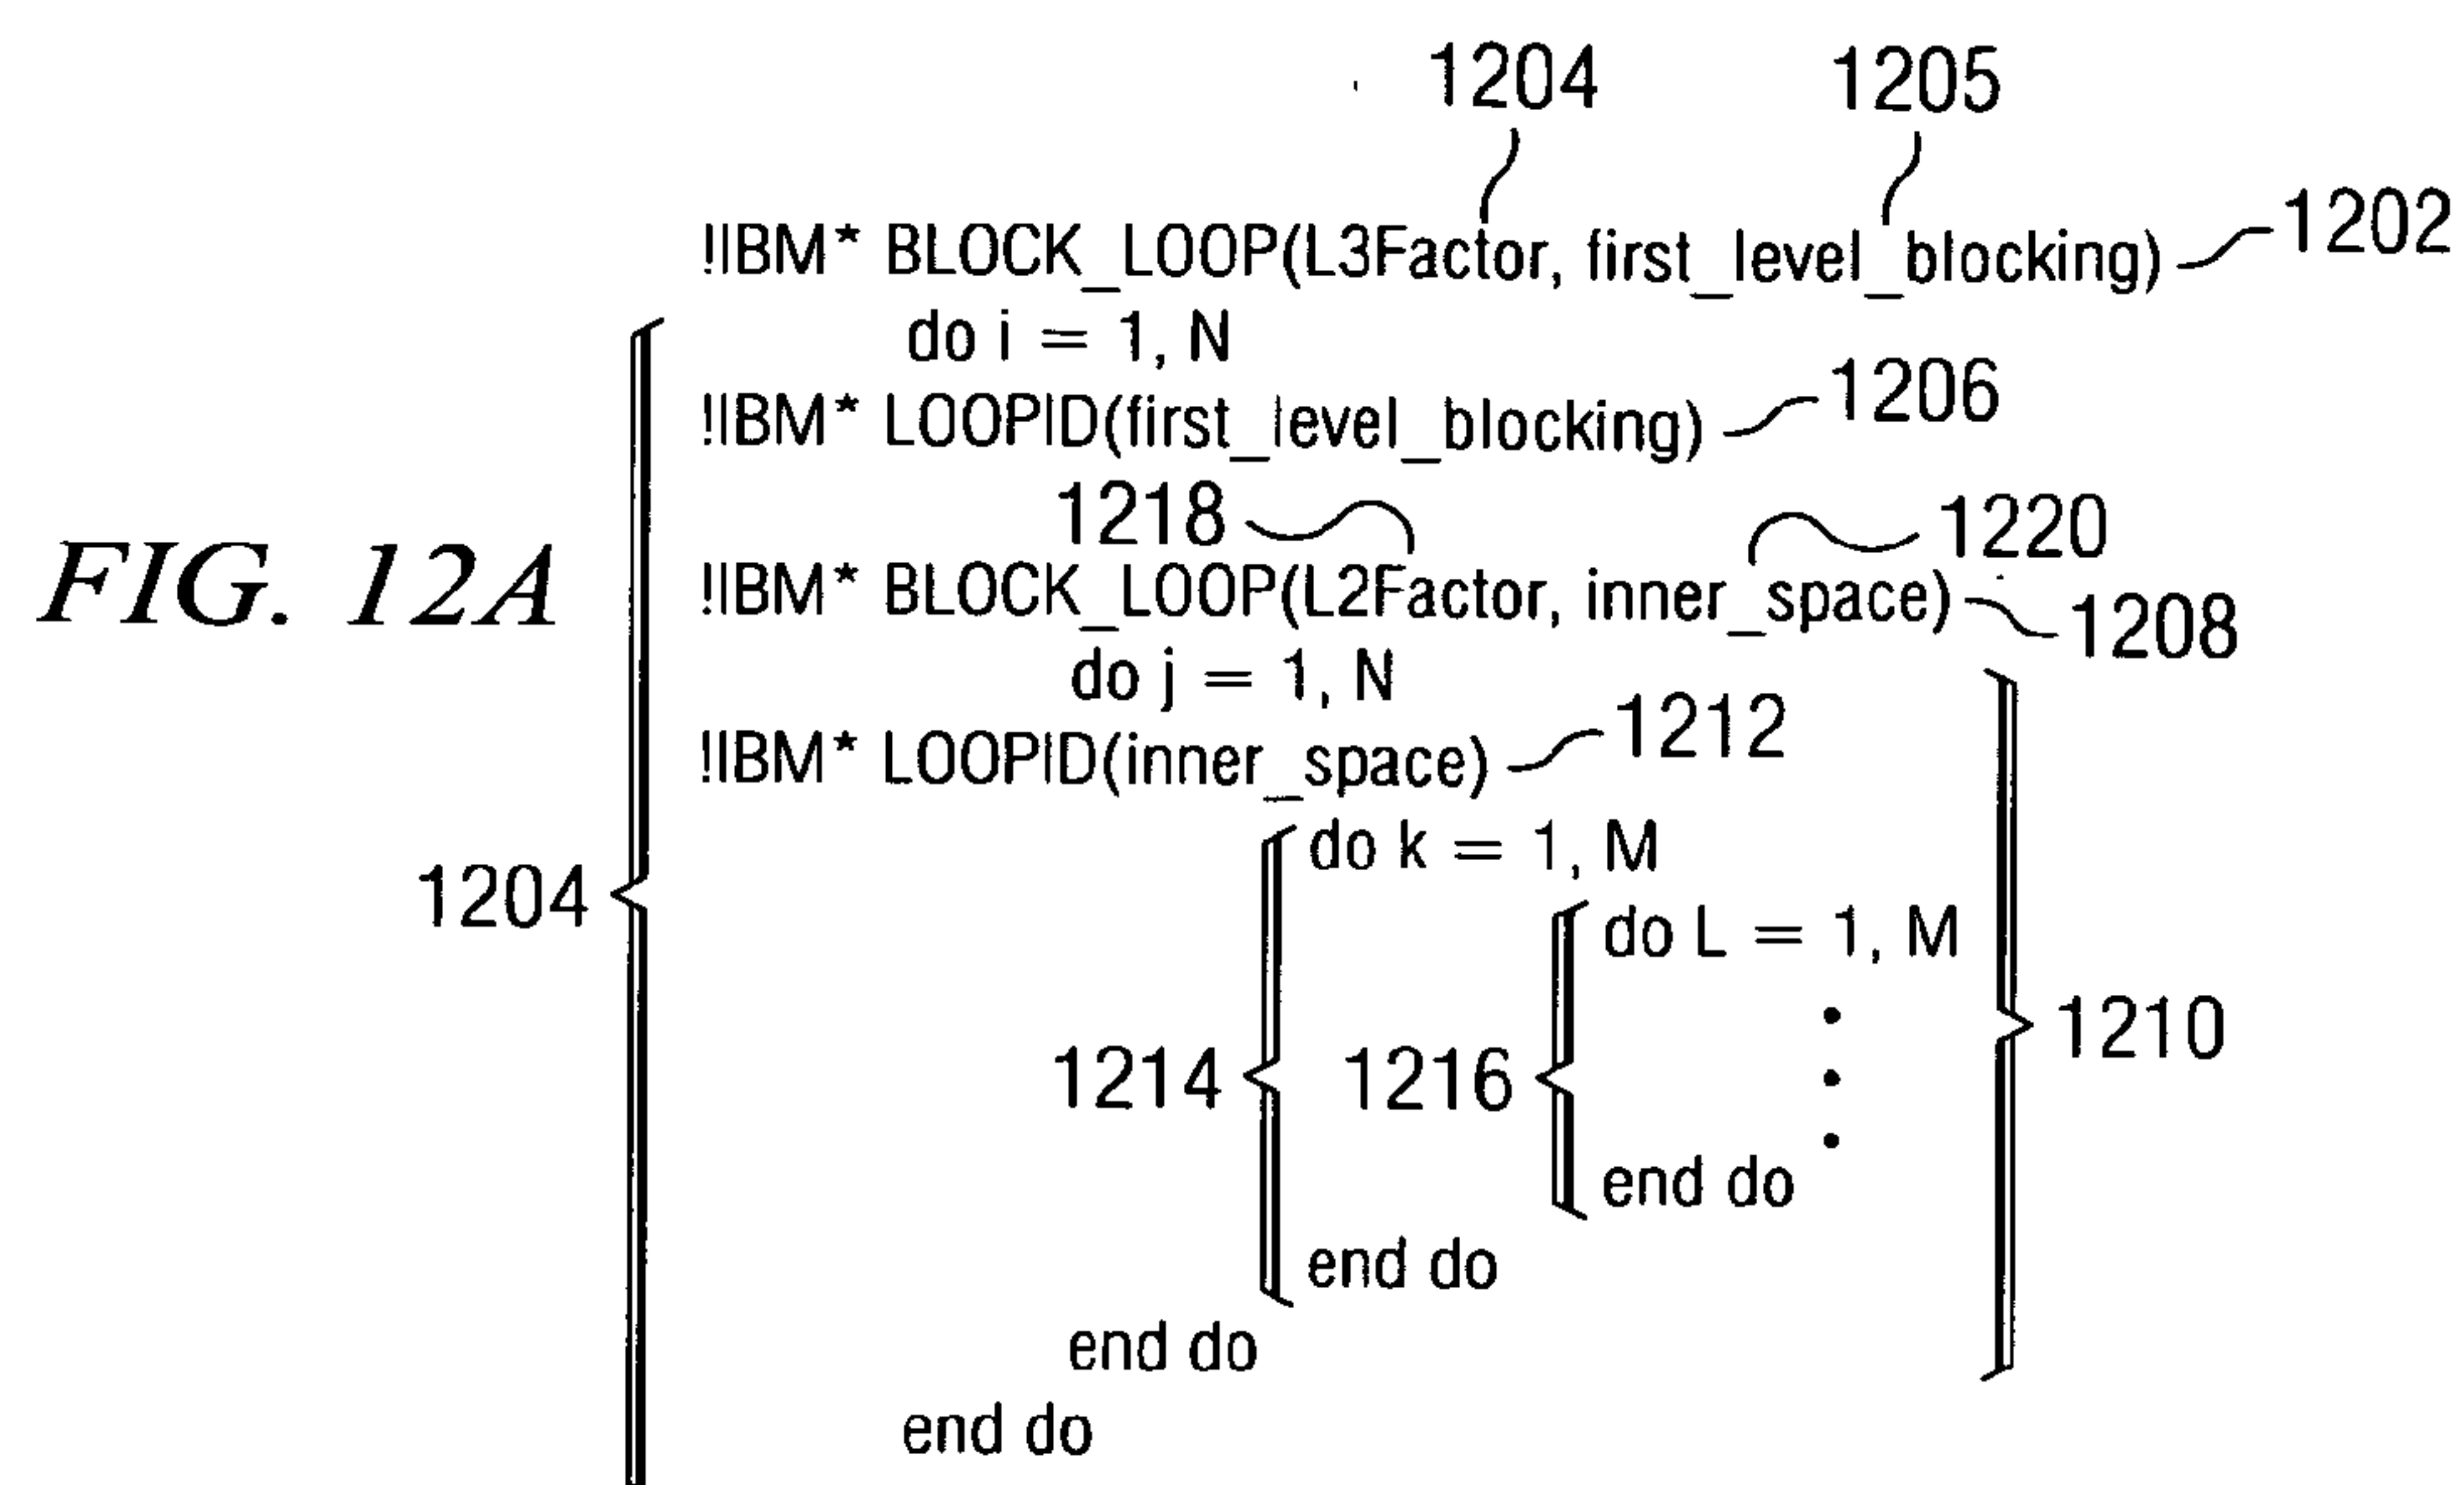 1204 1205
!IBM* BLOCK_LOOP(L3Factor, first_level_blocking) 1202
do i = 1, N
!IBM* LOOPID(first_level_blocking) 1206
1218 1220
FIG. 12A
!IBM* BLOCK_LOOP(L2Factor, inner_space) 1208
do j = 1, N
!IBM* LOOPID(inner_space) 1212
do k = 1, M
1204 do L = 1, M
1214 1216 1210
end do
end do
end do
end do